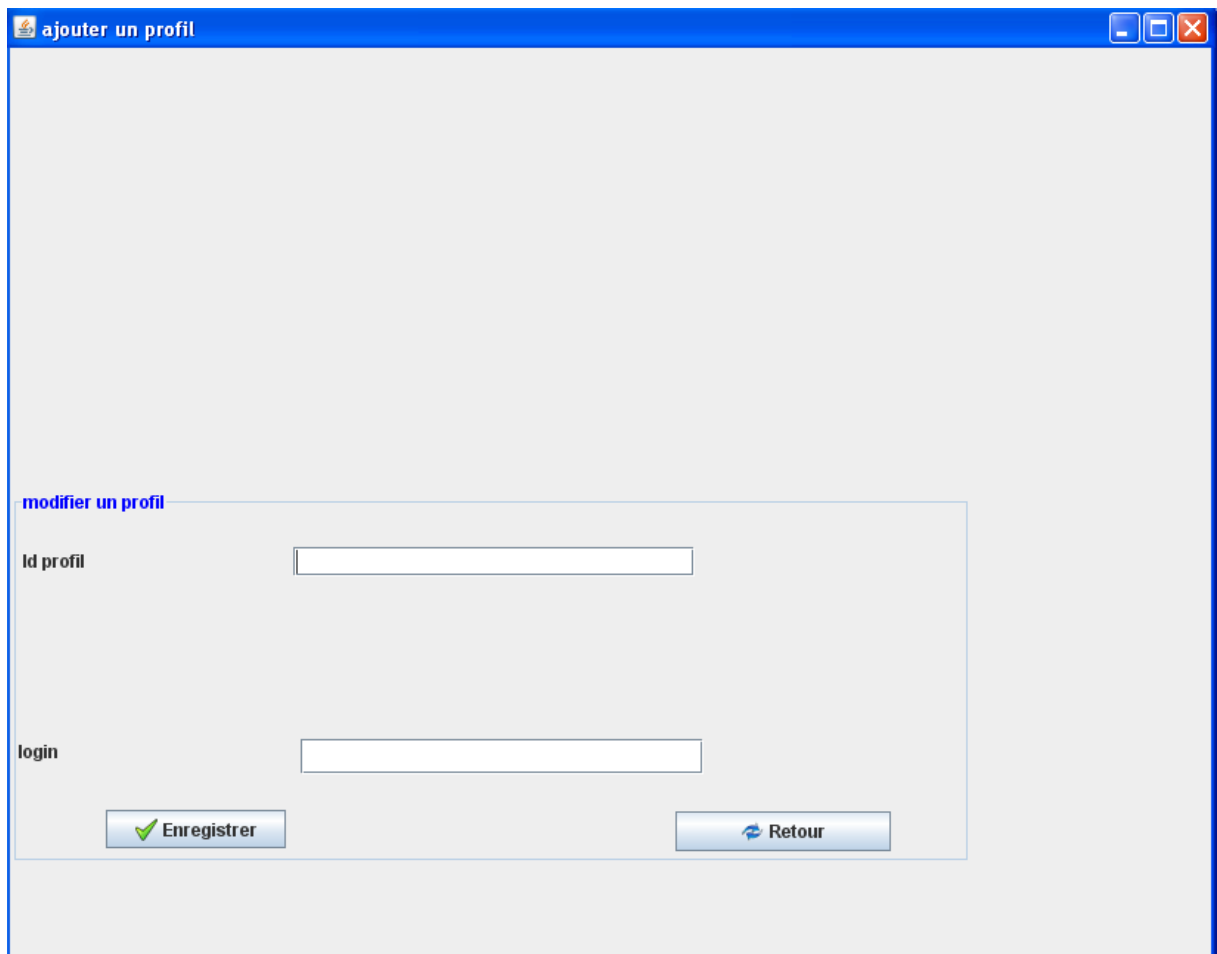 ajouter un profil
modifier un profil
Id profil
login
Enregistrer
Retour